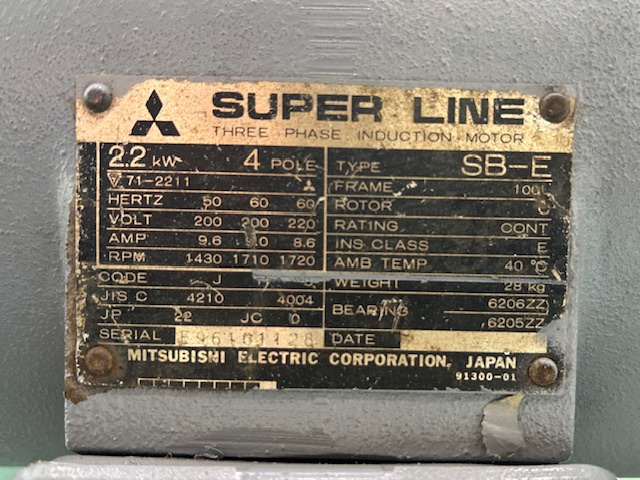 SUPER LINE
THREE PHASE INDUCTION MOTOR
2.2 kW 4 POLE
71-2211
HERTZ 50 60 60
VOLT 200 200 220
AMP 9.6 8.6
RPM 1430 1710 1720
CODE J
JIS C 4210 4004
JP 22 JC 0
SERIAL E96101128
TYPE SB-E
FRAME 100L
ROTOR
RATING CONT
INS CLASS E
AMB TEMP 40 °C
WEIGHT 28 kg
BEARING 6206ZZ
6205ZZ
DATE
MITSUBISHI ELECTRIC CORPORATION, JAPAN
91300-01